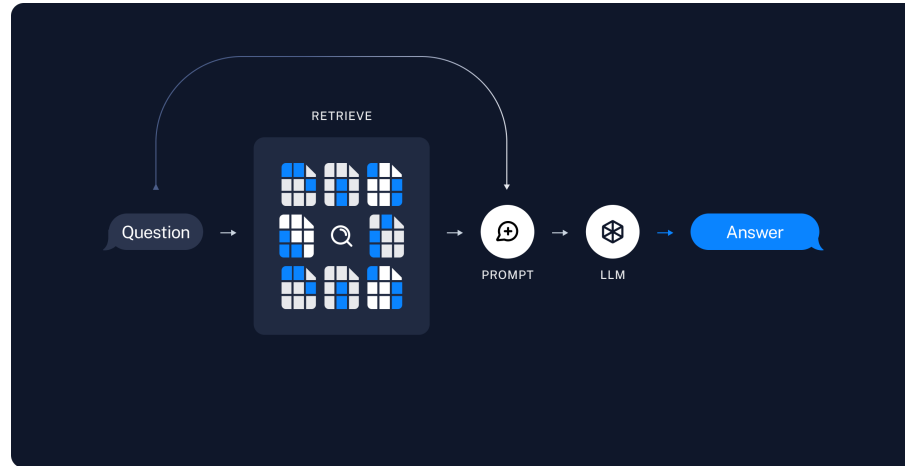 RETRIEVE
Question
PROMPT
LLM
Answer